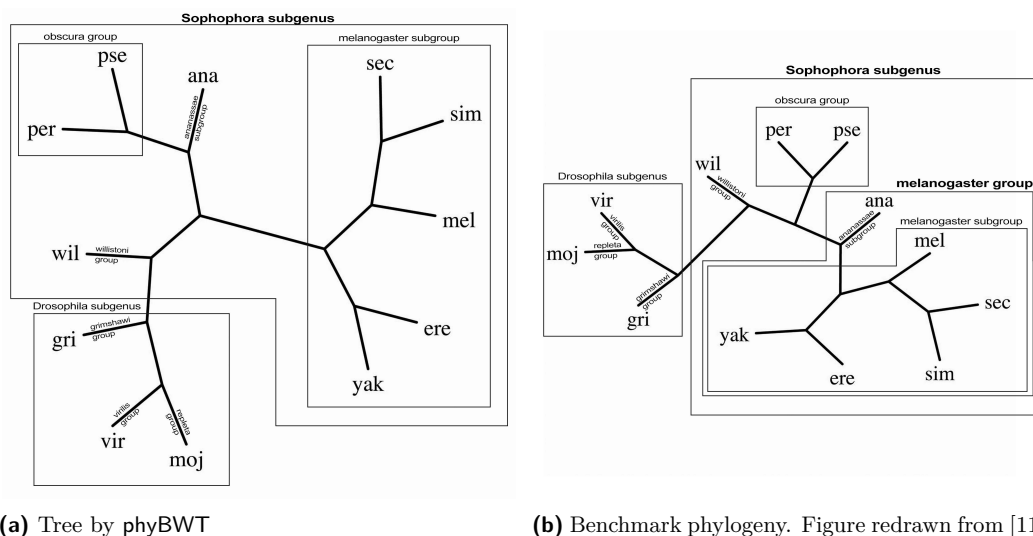 Sophophora subgenus
obscura group
melanogaster subgroup
pse
per
ana
ananassae
subgroup
sec
sim
mel
ere
yak
wil
willistoni
group
Drosophila subgenus
gri
grimshawi
group
virilis
group
vir
repleta
group
moj
(a) Tree by phyBWT
Sophophora subgenus
obscura group
per
pse
wil
willistoni
group
Drosophila subgenus
vir
virilis
group
moj
repleta
group
grimshawi
group
gri
melanogaster group
ana
ananassae
subgroup
melanogaster subgroup
mel
sec
sim
yak
ere
(b) Benchmark phylogeny. Figure redrawn from [11